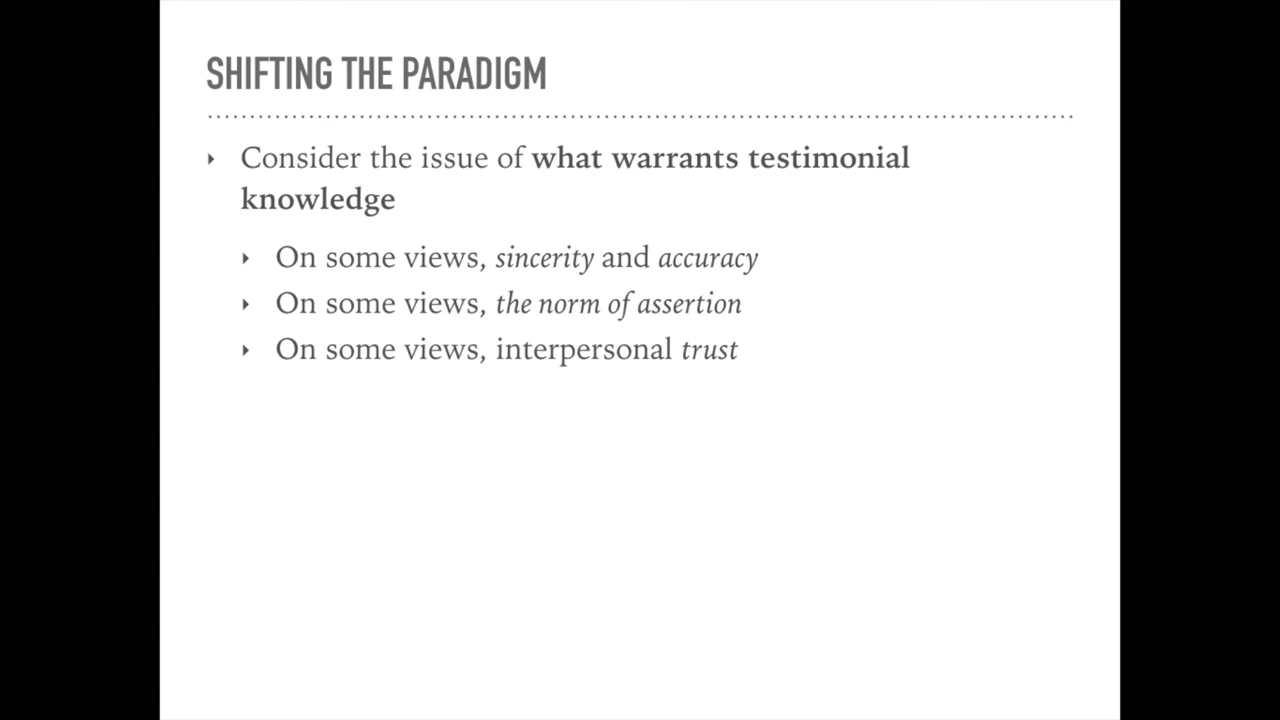 SHIFTING THE PARADIGM
Consider the issue of what warrants testimonial
knowledge
On some views, sincerity and accuracy
On some views, the norm of assertion
On some views, interpersonal trust